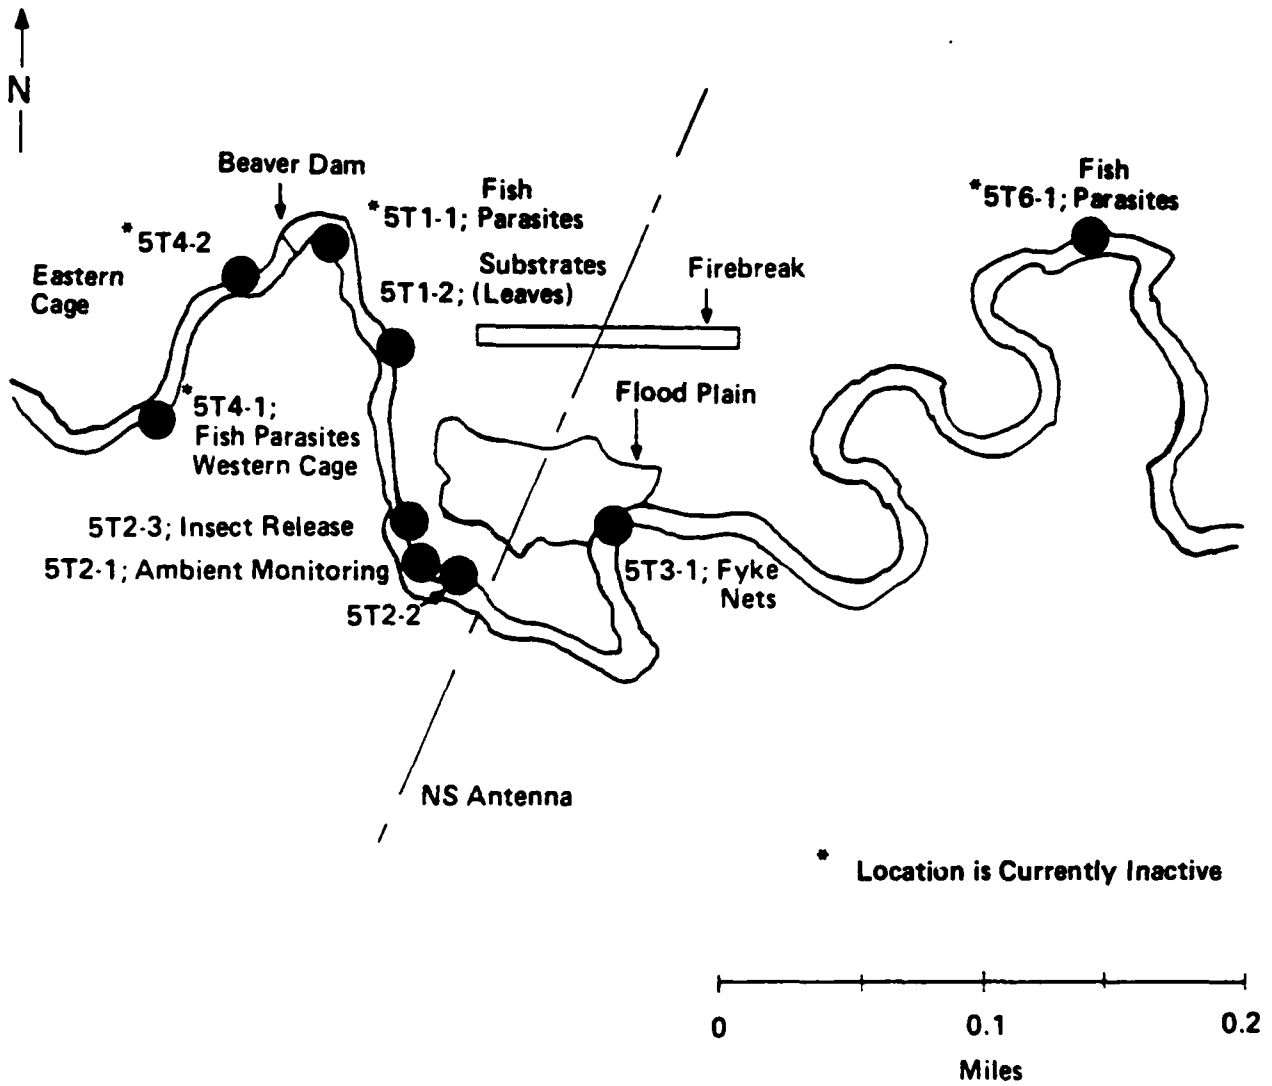 N
Beaver Dam
Fish
*5T1-1; Parasites
Fish
*5T6-1; Parasites
*5T4-2
Eastern
Cage
Substrates
5T1-2; (Leaves)
Firebreak
Flood Plain
*5T4-1;
Fish Parasites
Western Cage
5T2-3; Insect Release
5T2-1; Ambient Monitoring
5T2-2
5T3-1; Fyke
Nets
NS Antenna
* Location is Currently Inactive
0 0.1 0.2
Miles